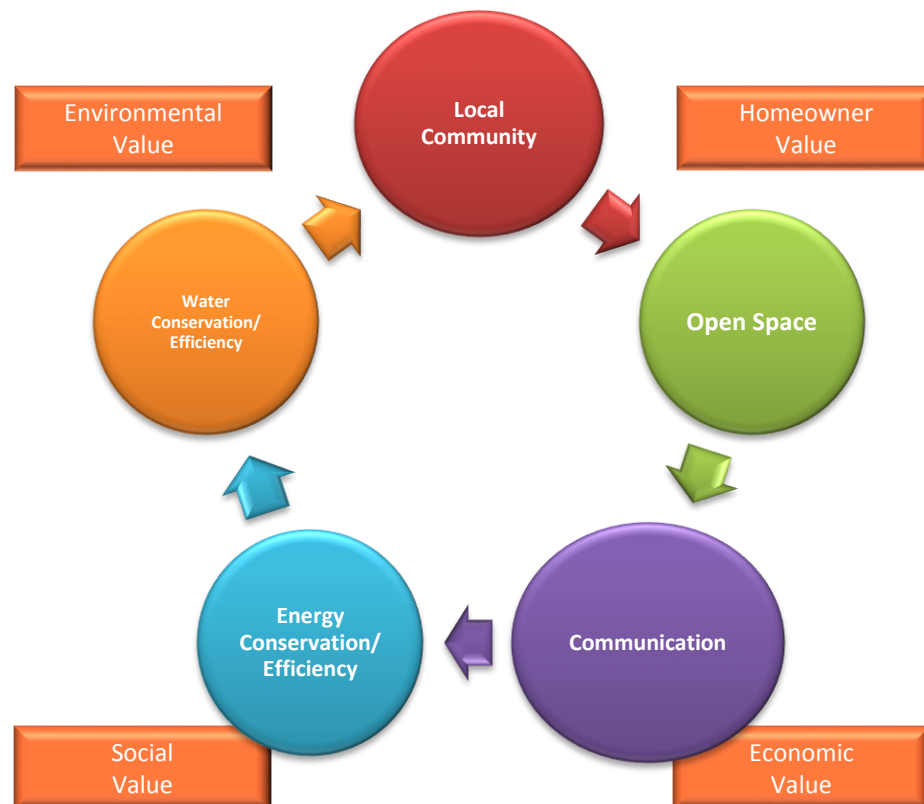 Environmental
Value
Local
Community
Homeowner
Value
Water
Conservation/
Efficiency
Open Space
Energy
Conservation/
Efficiency
Communication
Social
Value
Economic
Value